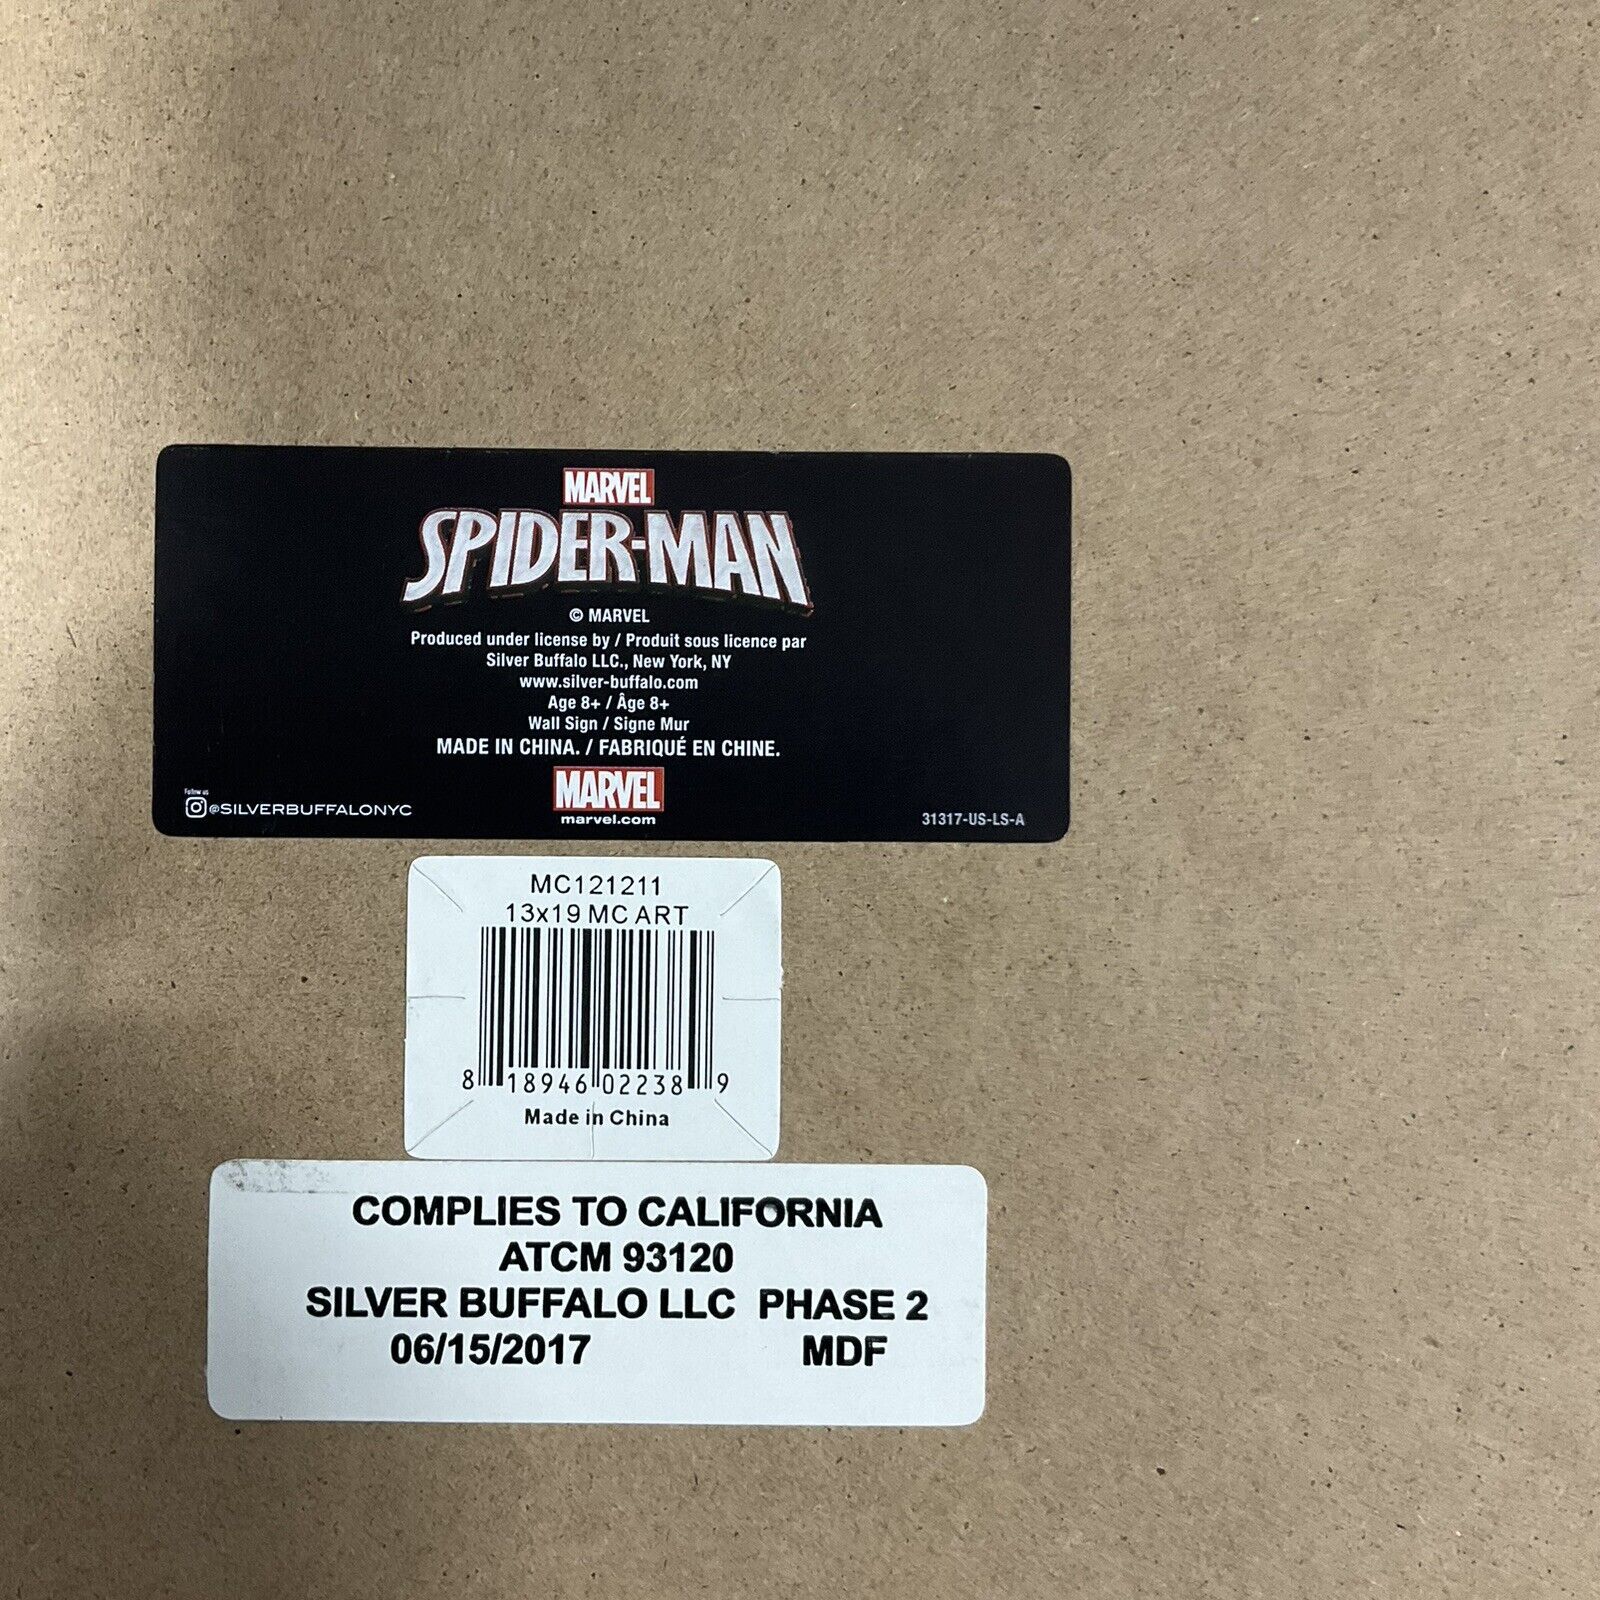 MARVEL
SPIDER-MAN
© MARVEL
Produced under license by / Produit sous licence par
Silver Buffalo LLC., New York, NY
www.silver-buffalo.com
Age 8+ / Âge 8+
Wall Sign / Signe Mur
MADE IN CHINA. / FABRIQUÉ EN CHINE.
MARVEL
marvel.com
Follow us
@SILVERBUFFALONYC
31317-US-LS-A
MC121211
13x19 MC ART
8 18946 02238 9
Made in China
COMPLIES TO CALIFORNIA
ATCM 93120
SILVER BUFFALO LLC PHASE 2
06/15/2017 MDF